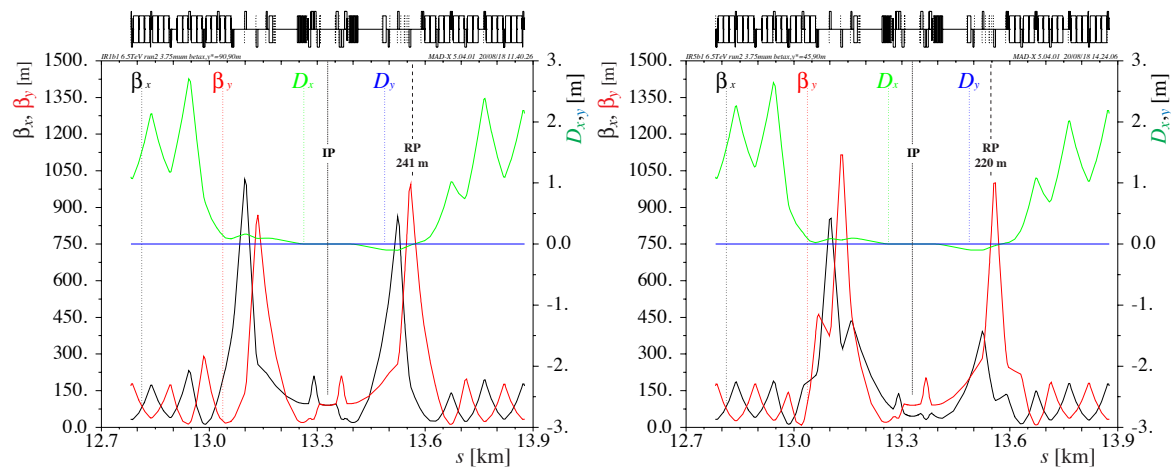 IR1b1 6.5TeV run2 3.75mum betax,y*=90,90m MAD-X 5.04.01 20/08/18 11.40.26
βx βy Dx Dy
βx, βy [m]
1500.
1350.
1200.
1050.
900.
750.
600.
450.
300.
150.
0.0
3.
2.
1.
0.0
-1.
-2.
-3.
Dx,y [m]
IP
RP
241 m
12.7 13.0 13.3 13.6 13.9
s [km]
IR5b1 6.5TeV run2 3.75mum betax,y*=45,90m MAD-X 5.04.01 20/08/18 14.24.06
βx βy Dx Dy
βx, βy [m]
1500.
1350.
1200.
1050.
900.
750.
600.
450.
300.
150.
0.0
3.
2.
1.
0.0
-1.
-2.
-3.
Dx,y [m]
IP
RP
220 m
12.7 13.0 13.3 13.6 13.9
s [km]